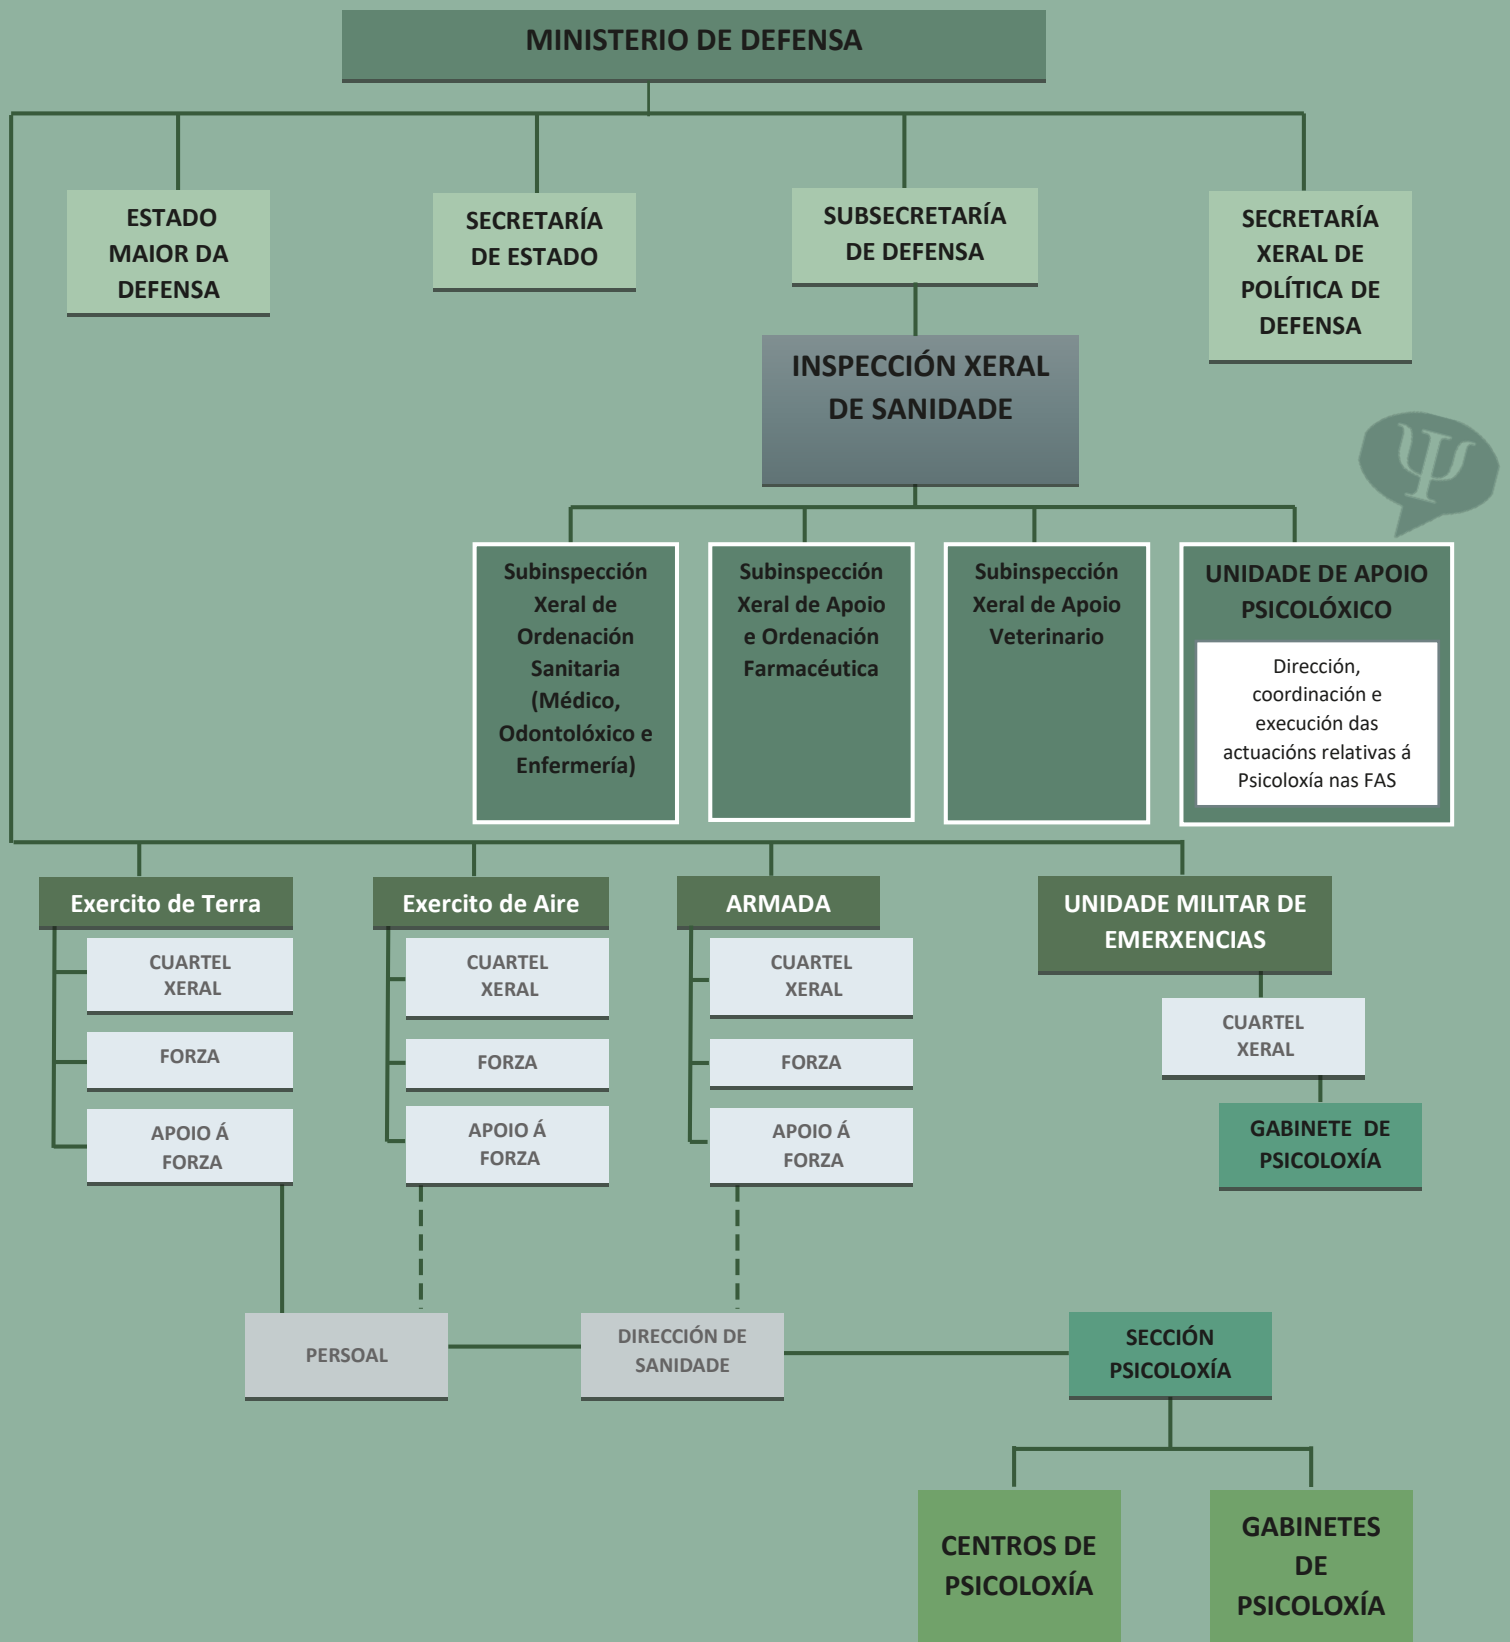 MINISTERIO DE DEFENSA
ESTADO
MAIOR DA
DEFENSA
SECRETARÍA
DE ESTADO
SUBSECRETARÍA
DE DEFENSA
SECRETARÍA
XERAL DE
POLÍTICA DE
DEFENSA
INSPECCIÓN XERAL
DE SANIDADE
Ψ
Subinspección
Xeral de
Ordenación
Sanitaria
(Médico,
Odontolóxico e
Enfermería)
Subinspección
Xeral de Apoio
e Ordenación
Farmacéutica
Subinspección
Xeral de Apoio
Veterinario
UNIDADE DE APOIO
PSICOLÓXICO
Dirección,
coordinación e
execución das
actuacións relativas á
Psicoloxía nas FAS
Exercito de Terra
CUARTEL
XERAL
FORZA
APOIO Á
FORZA
Exercito de Aire
CUARTEL
XERAL
FORZA
APOIO Á
FORZA
ARMADA
CUARTEL
XERAL
FORZA
APOIO Á
FORZA
UNIDADE MILITAR DE
EMERXENCIAS
CUARTEL
XERAL
GABINETE DE
PSICOLOXÍA
PERSOAL
DIRECCIÓN DE
SANIDADE
SECCIÓN
PSICOLOXÍA
CENTROS DE
PSICOLOXÍA
GABINETES
DE
PSICOLOXÍA